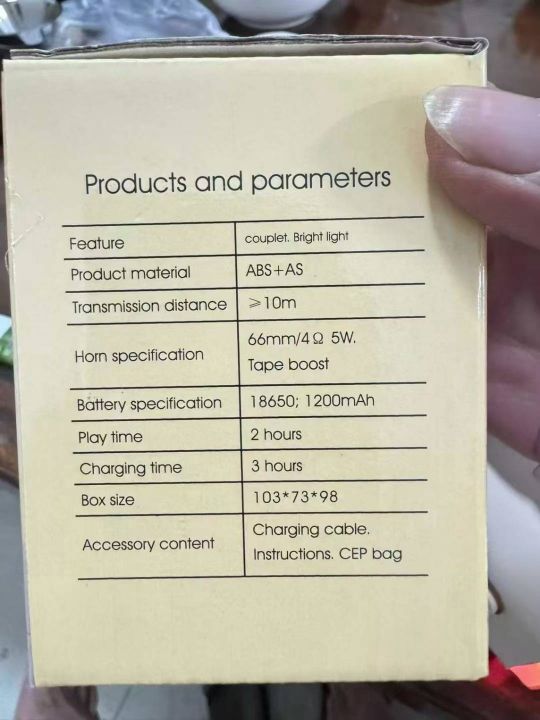 Products and parameters
Feature couplet. Bright light
Product material ABS+AS
Transmission distance ⩾10m
Horn specification 66mm/4Ω 5W.
Tape boost
Battery specification 18650; 1200mAh
Play time 2 hours
Charging time 3 hours
Box size 103*73*98
Accessory content Charging cable.
Instructions. CEP bag